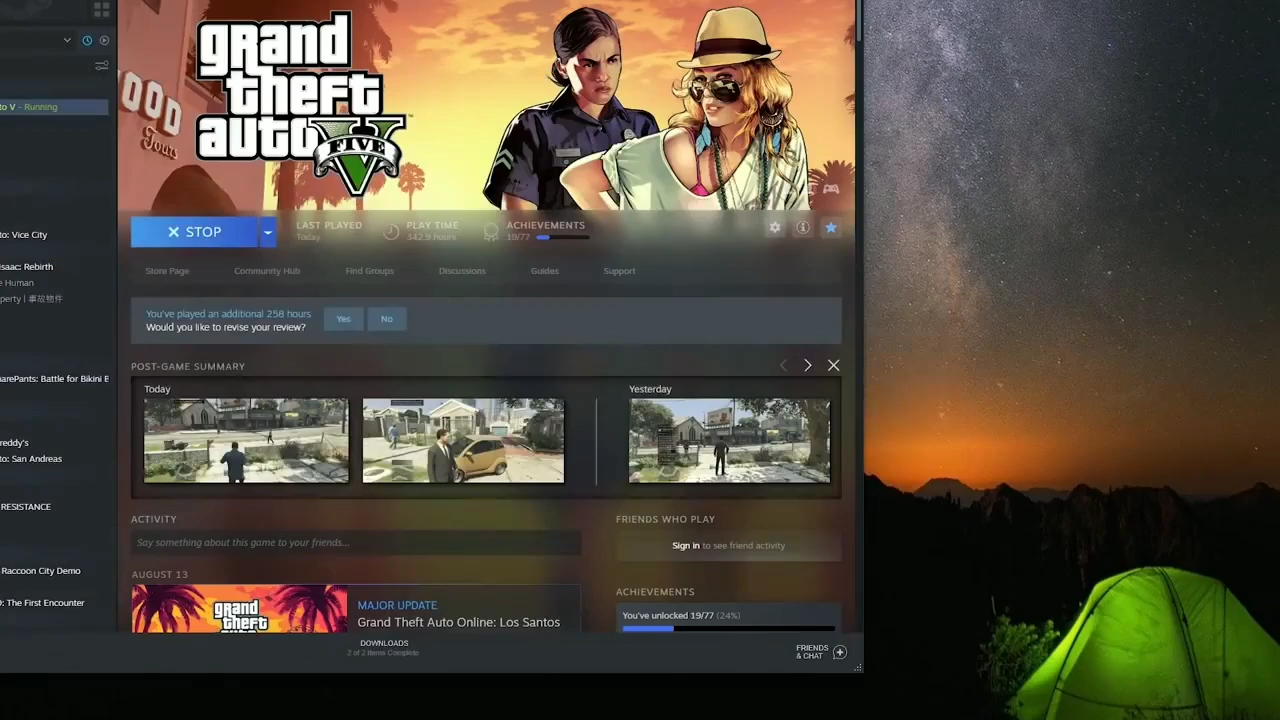 grand
theft
auto V
FIVE
OOD
Tours
to V - Running
STOP
LAST PLAYED
Today
PLAY TIME
342.9 hours
ACHIEVEMENTS
19/77
to: Vice City
Store Page
Community Hub
Find Groups
Discussions
Guides
Support
Isaac: Rebirth
e Human
perty | 事故物件
You've played an additional 258 hours
Would you like to revise your review?
Yes
No
POST-GAME SUMMARY
Today
Yesterday
arePants: Battle for Bikini B
reddy's
to: San Andreas
RESISTANCE
ACTIVITY
Say something about this game to your friends...
FRIENDS WHO PLAY
Sign in to see friend activity
Raccoon City Demo
AUGUST 13
ACHIEVEMENTS
0: The First Encounter
grand
theft
MAJOR UPDATE
Grand Theft Auto Online: Los Santos
You've unlocked 19/77 (24%)
DOWNLOADS
2 of 2 Items Complete
FRIENDS
& CHAT